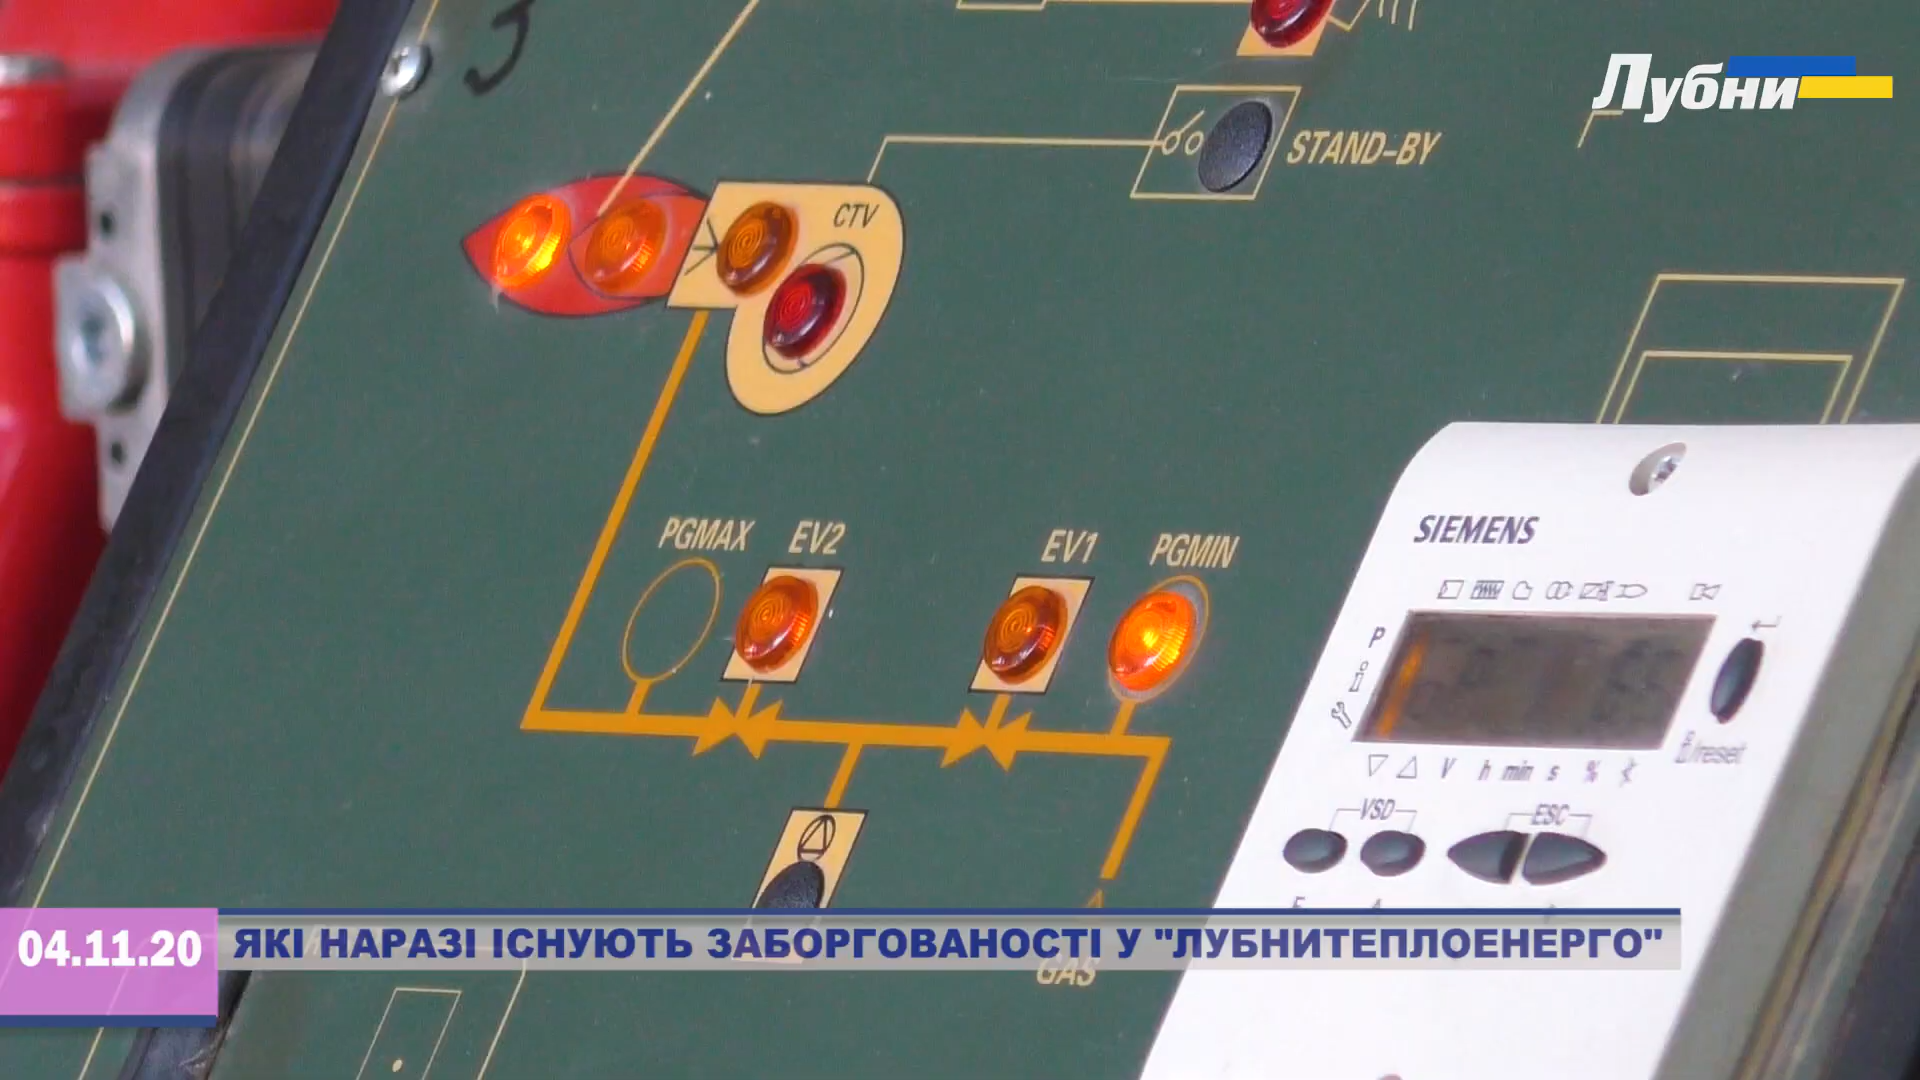 Лубни
STAND-BY
CTV
PGMAX
EV2
EV1
PGMIN
SIEMENS
P
i
/reset
V h min s %
VSD
ESC
04.11.20
ЯКІ НАРАЗІ ІСНУЮТЬ ЗАБОРГОВАНОСТІ У "ЛУБНИТЕПЛОЕНЕРГО"
GAS